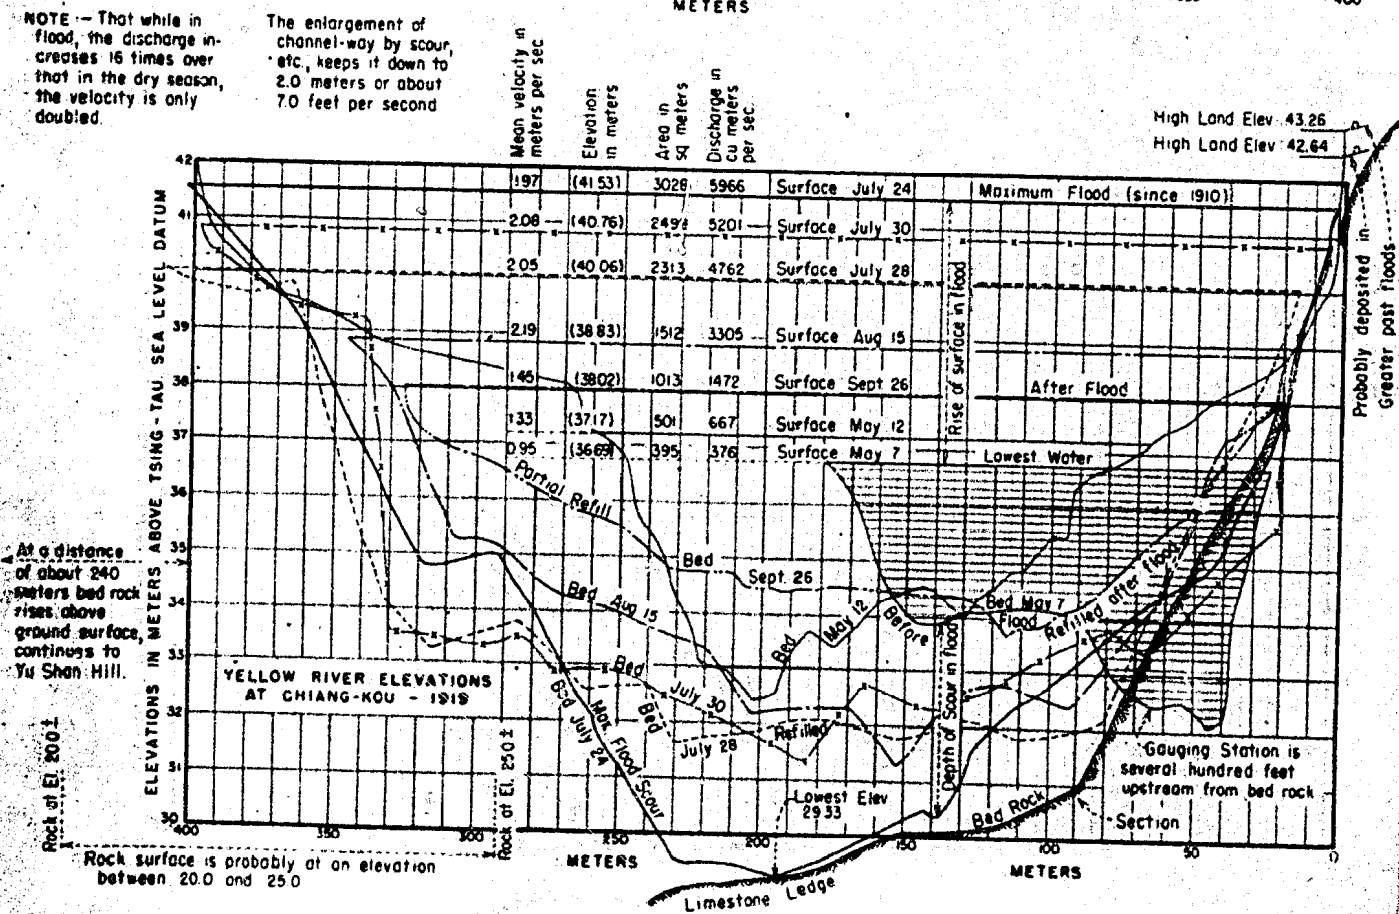 METERS
400
NOTE :- That while in
flood, the discharge in-
creases 16 times over
that in the dry season,
the velocity is only
doubled.
The enlargement of
channel-way by scour,
etc., keeps it down to
2.0 meters or about
7.0 feet per second
Mean velocity in
meters per sec
Elevation
in meters
Area in
sq meters
Discharge in
cu meters
per sec.
High Land Elev 43.26
High Land Elev 42.64
1.97 (41.53) 3028 5966 Surface July 24 Maximum Flood (since 1910)
2.08 (40.76) 5201 Surface July 30
2.05 (40.06) 2313 4762 Surface July 28
2.19 (38.83) 1512 3305 Surface Aug 15
1.45 (38.02) 1013 1472 Surface Sept 26 After Flood
1.33 (37.17) 501 667 Surface May 12
0.95 (36.69) 395 376 Surface May 7 Lowest Water
Rise of surface in flood
Probably deposited in
Greater past floods
ELEVATIONS IN METERS ABOVE TSING-TAU SEA LEVEL DATUM
42
41
39
38
37
36
35
34
33
32
31
30
Partial Refill
Bed Sept. 26
Bed Aug 15
Bed May 12
Before
Bed May 7
Flood
Refilled after flood
Bed July 30
Bed July 28
Refilled
Bed July 24
Max. Flood Scour
Depth of Scour in flood
At a distance
of about 240
meters bed rock
rises above
ground surface,
continues to
Yu Shan Hill.
YELLOW RIVER ELEVATIONS
AT CHIANG-KOU - 1919
Rock at El. 200±
Rock at El. 250±
Lowest Elev
29.33
Bed Rock
Gauging Station is
several hundred feet
upstream from bed rock
Section
400 350 300 250 200 150 100 50 0
METERS METERS
Rock surface is probably at an elevation
between 20.0 and 25.0
Limestone Ledge